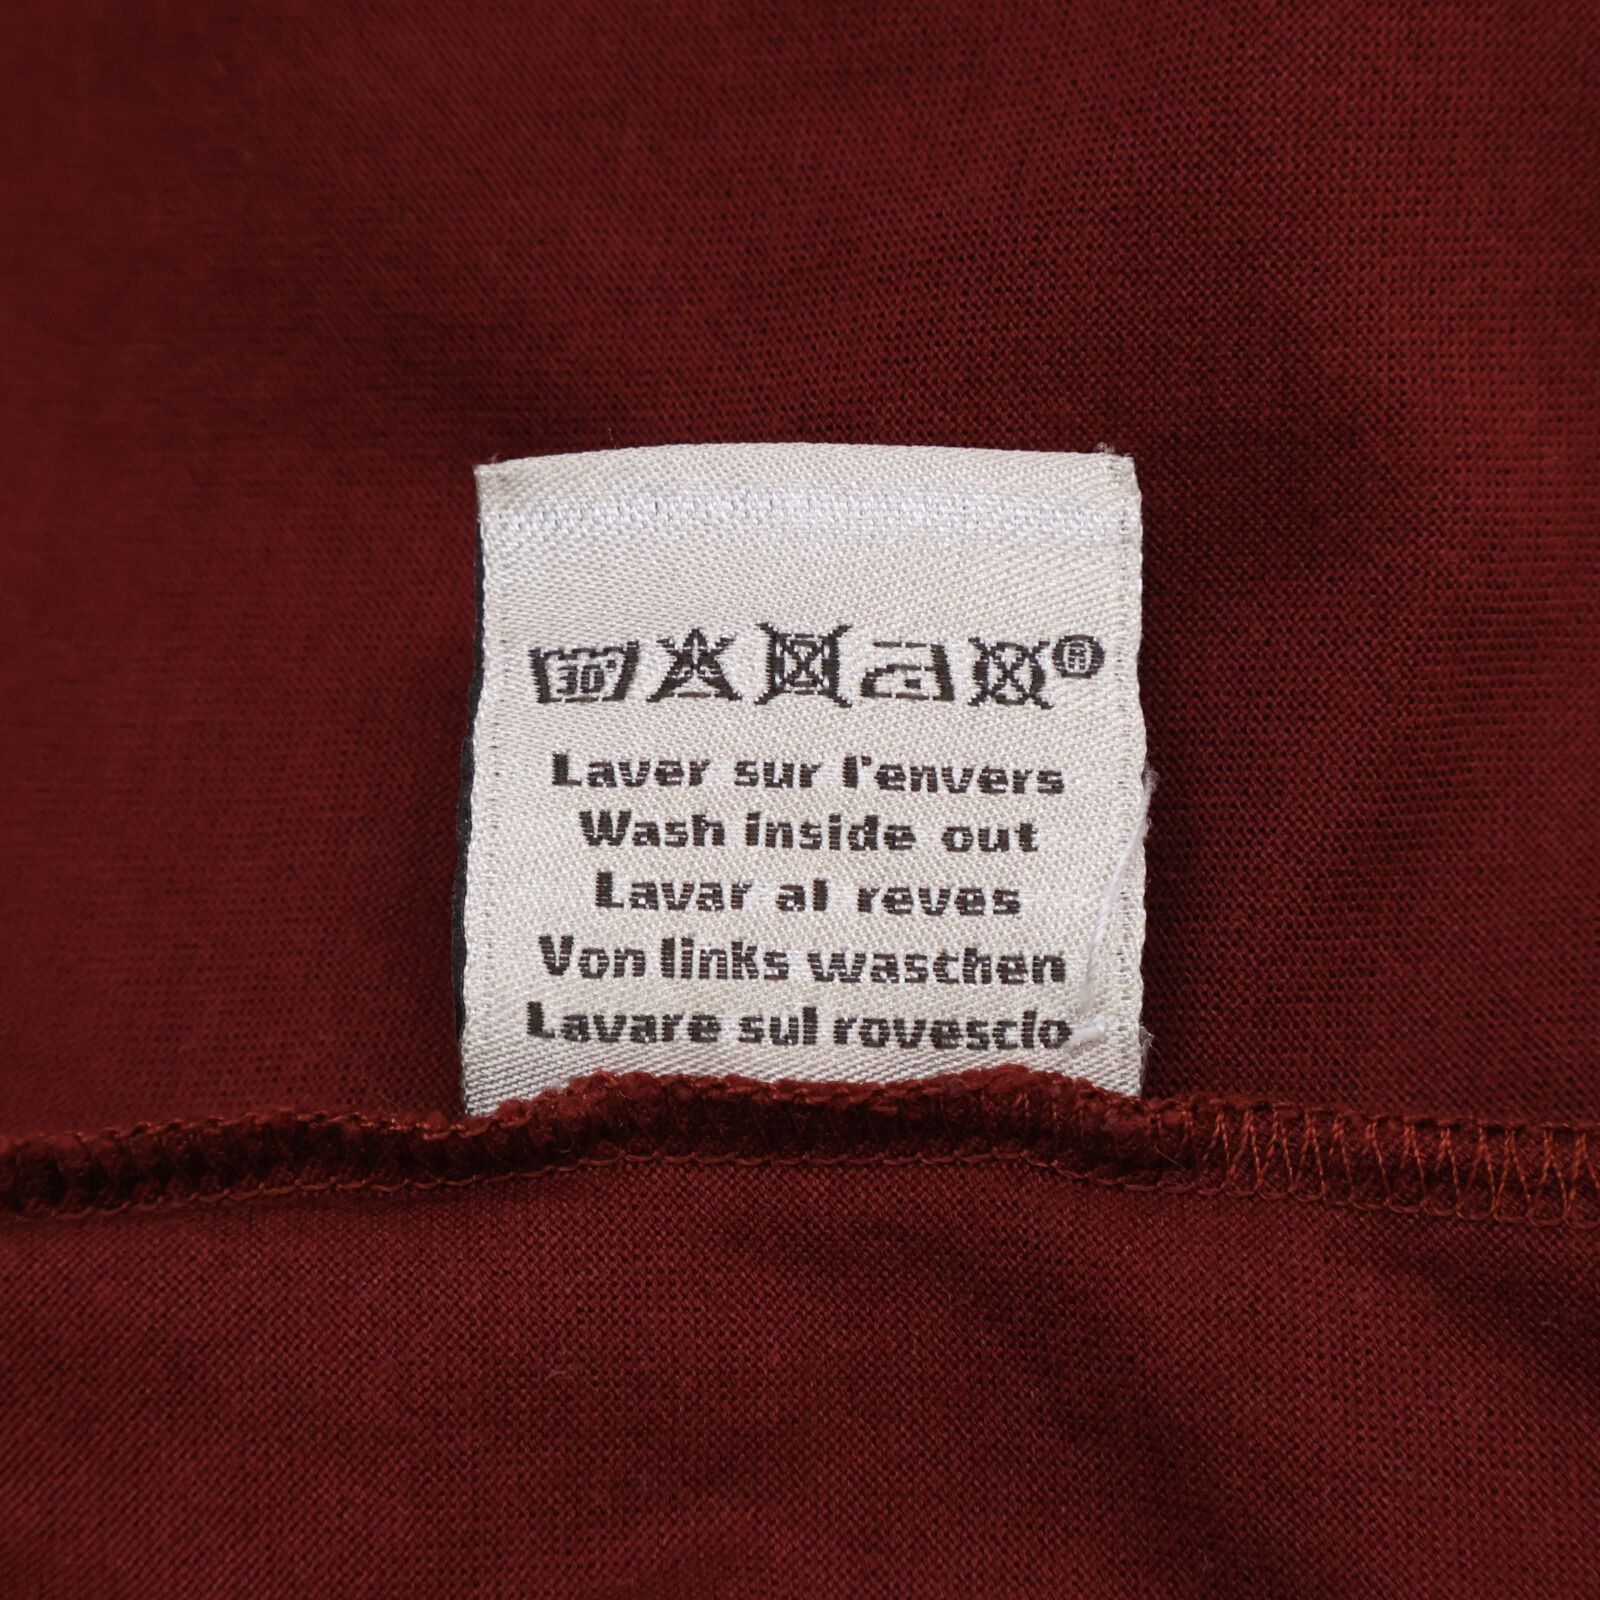 30° ®
Laver sur l'envers
Wash inside out
Lavar al reves
Von links waschen
Lavare sul rovescio